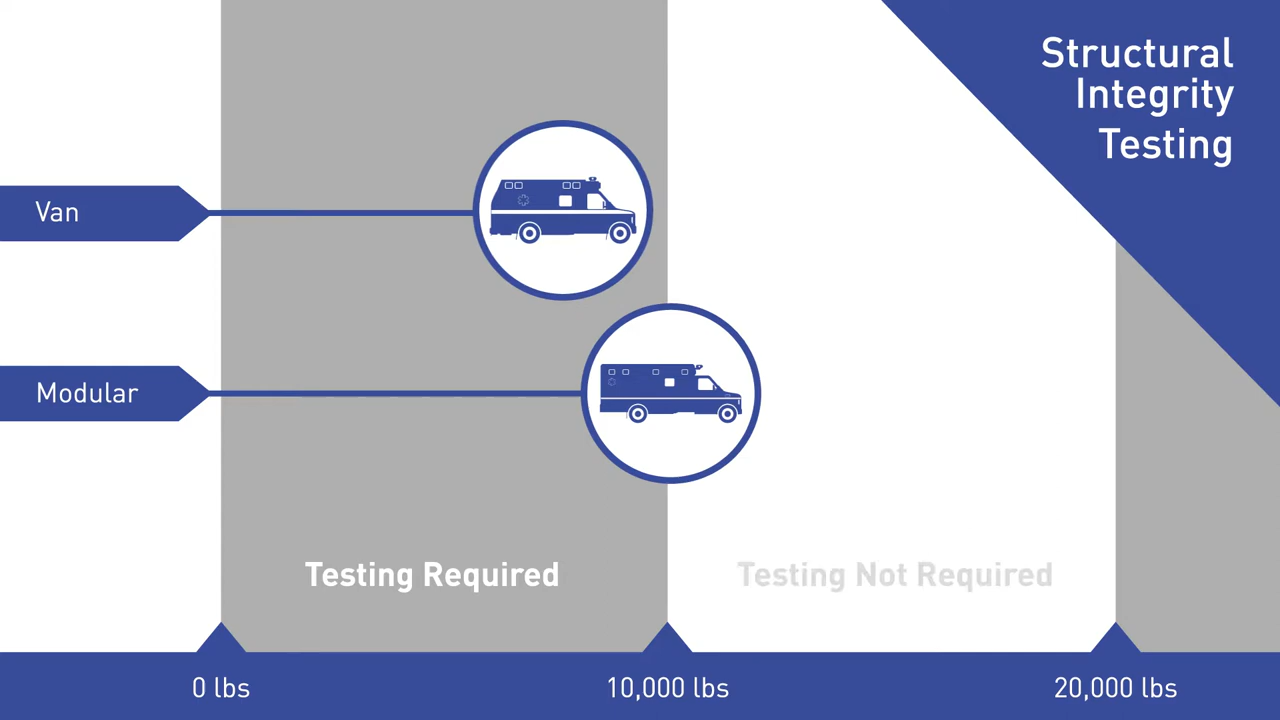 Structural
Integrity
Testing
Van
Modular
Testing Required
Testing Not Required
0 lbs
10,000 lbs
20,000 lbs